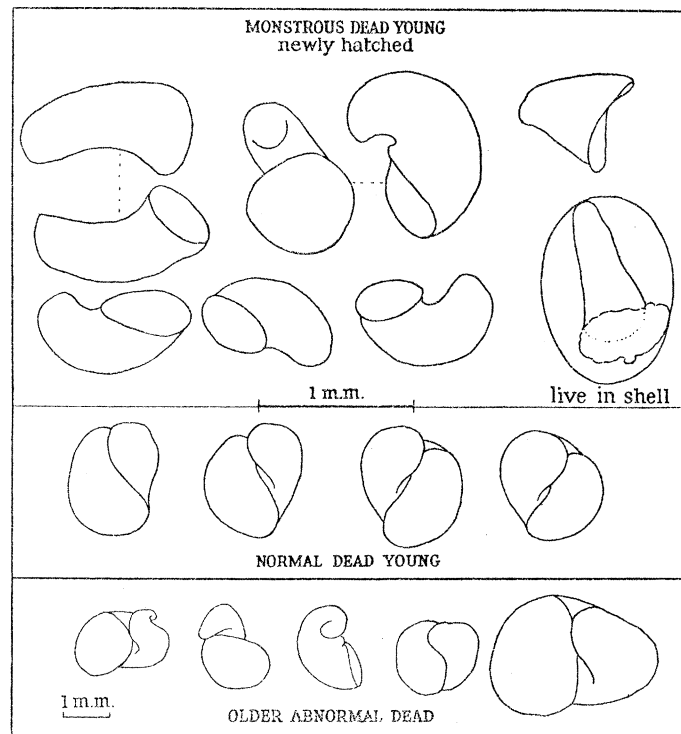 MONSTROUS DEAD YOUNG
newly hatched
1 m.m.
live in shell
NORMAL DEAD YOUNG
1 m.m.
OLDER ABNORMAL DEAD